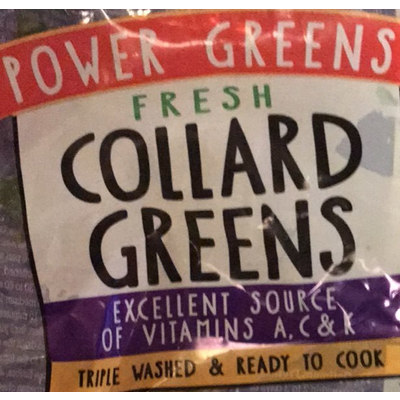 POWER GREENS
FRESH
COLLARD
GREENS
EXCELLENT SOURCE
OF VITAMINS A, C & K
TRIPLE WASHED & READY TO COOK